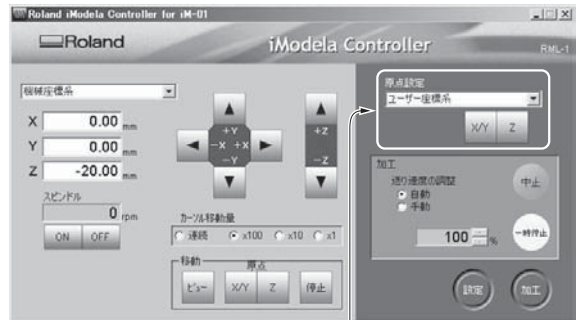 Roland iModela Controller for iM-01
Roland
iModela Controller
RML-1
機械座標系
X 0.00 mm
Y 0.00 mm
Z -20.00 mm
スピンドル
0 rpm
ON OFF
+Y
-X +X
-Y
+Z
-Z
カーソル移動量
連続 x100 x10 x1
移動
原点
ビュー X/Y Z 停止
原点設定
ユーザー座標系
X/Y Z
加工
送り速度の調整
自動
手動
100 %
中止
一時停止
設定 加工